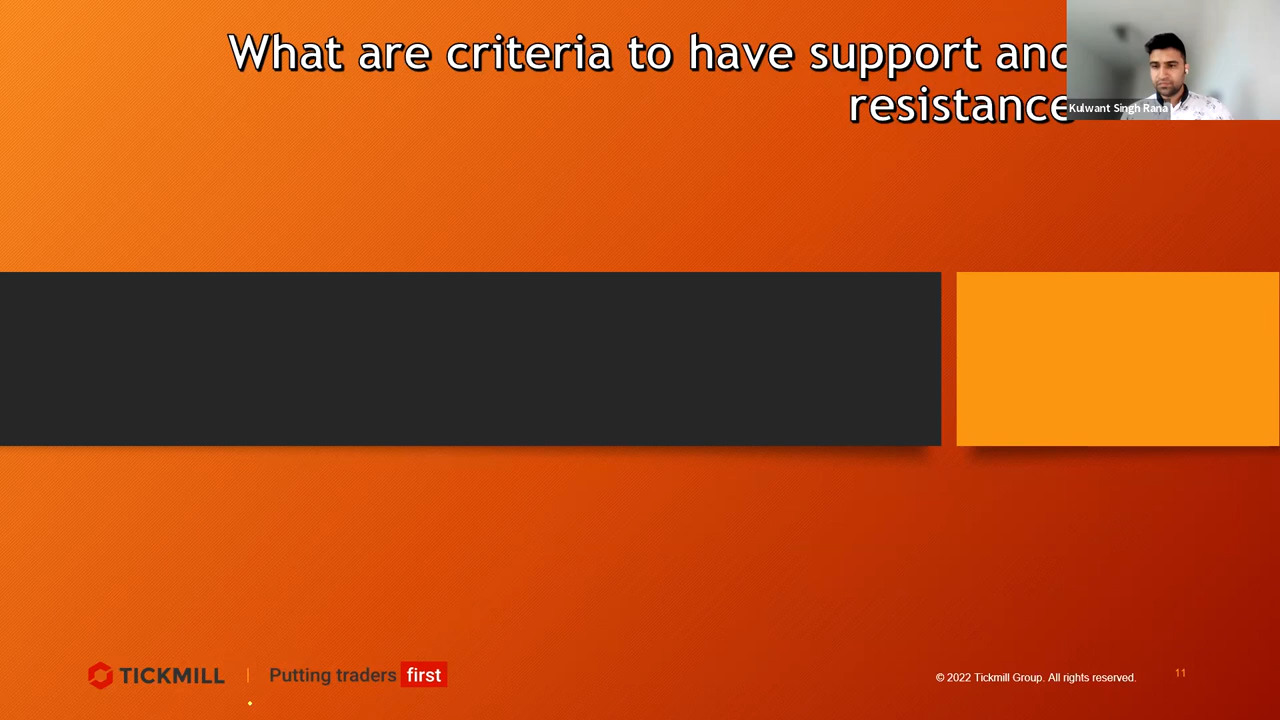 What are criteria to have support and
resistance
Kulwant Singh Rana
TICKMILL | Putting traders first
© 2022 Tickmill Group. All rights reserved.
11